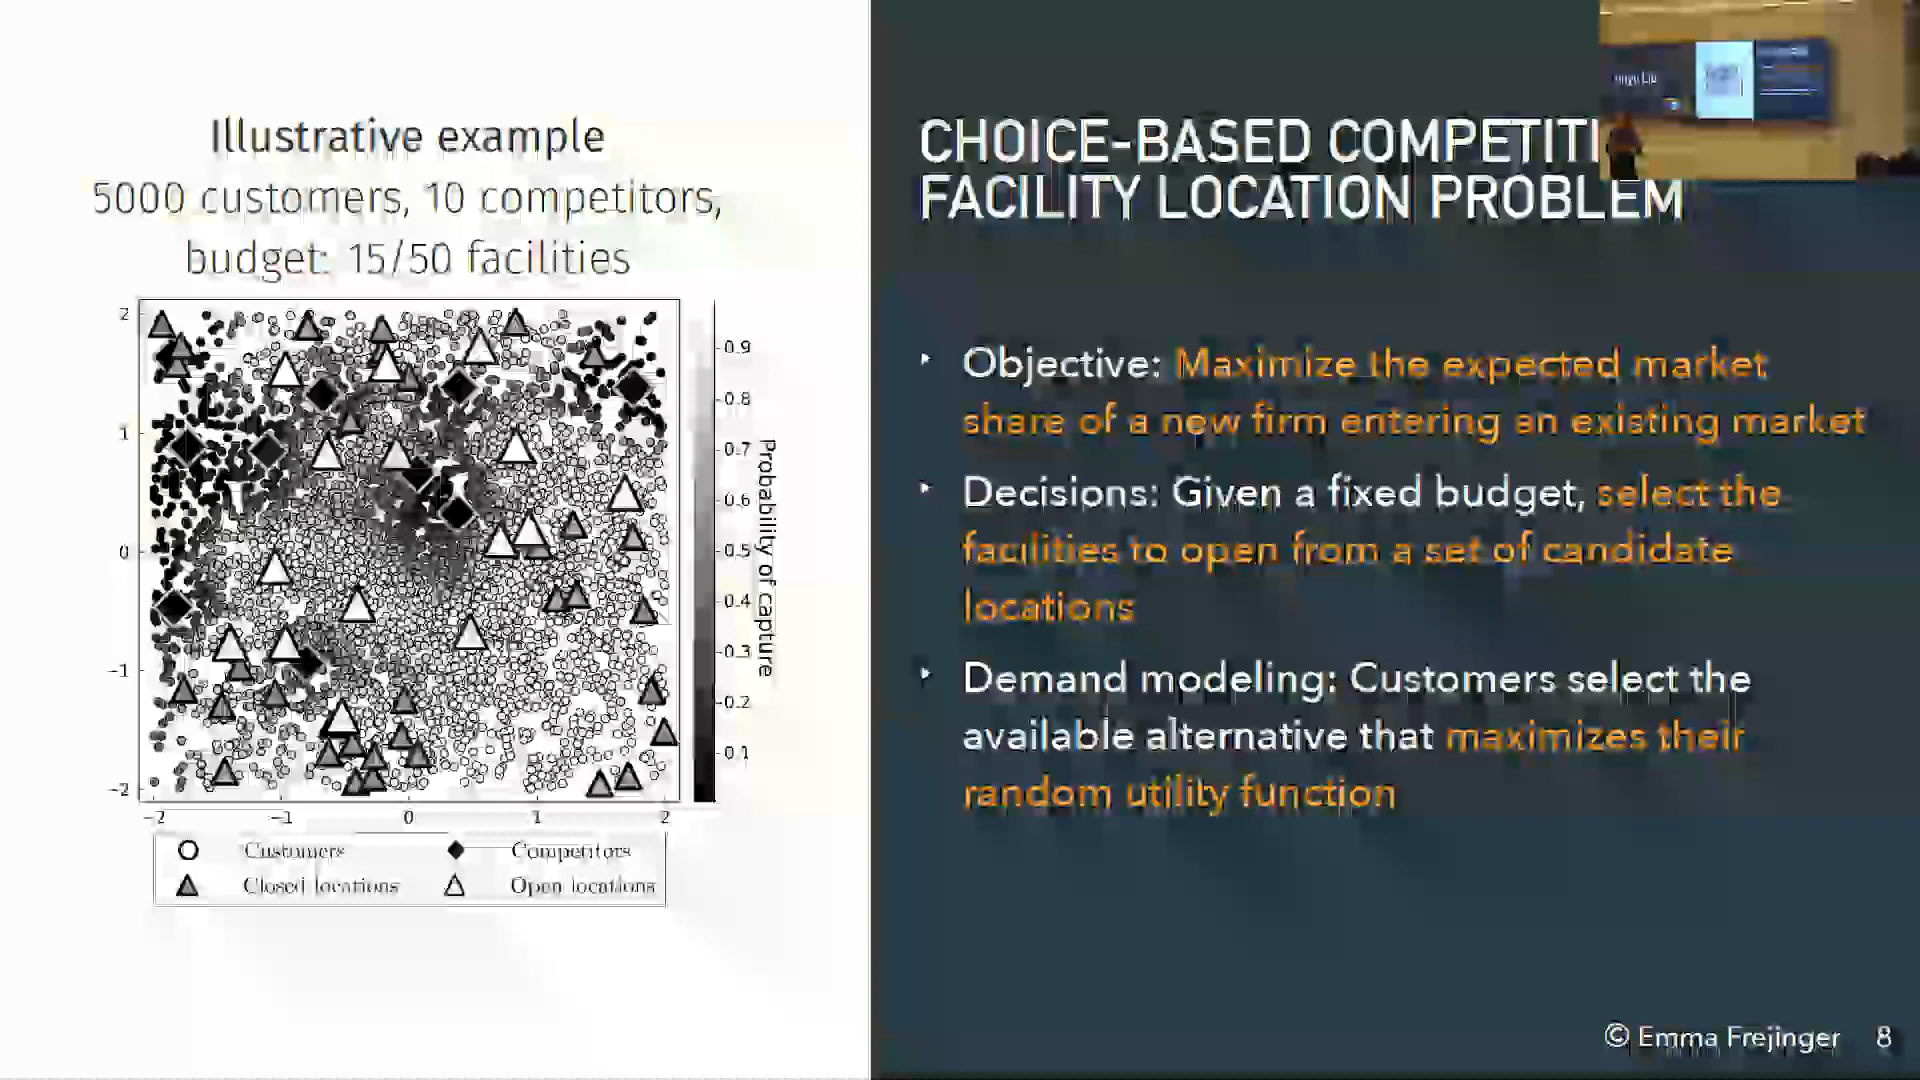 Illustrative example
5000 customers, 10 competitors,
budget: 15/50 facilities
2
1
0
−1
−2
−2
−1
0
1
2
0.9
0.8
0.7
0.6
0.5
0.4
0.3
0.2
0.1
Probability of capture
Customers
Competitors
Closed locations
Open locations
CHOICE-BASED COMPETITI
FACILITY LOCATION PROBLEM
‣ Objective: Maximize the expected market
share of a new firm entering an existing market
‣ Decisions: Given a fixed budget, select the
facilities to open from a set of candidate
locations
‣ Demand modeling: Customers select the
available alternative that maximizes their
random utility function
© Emma Frejinger 8